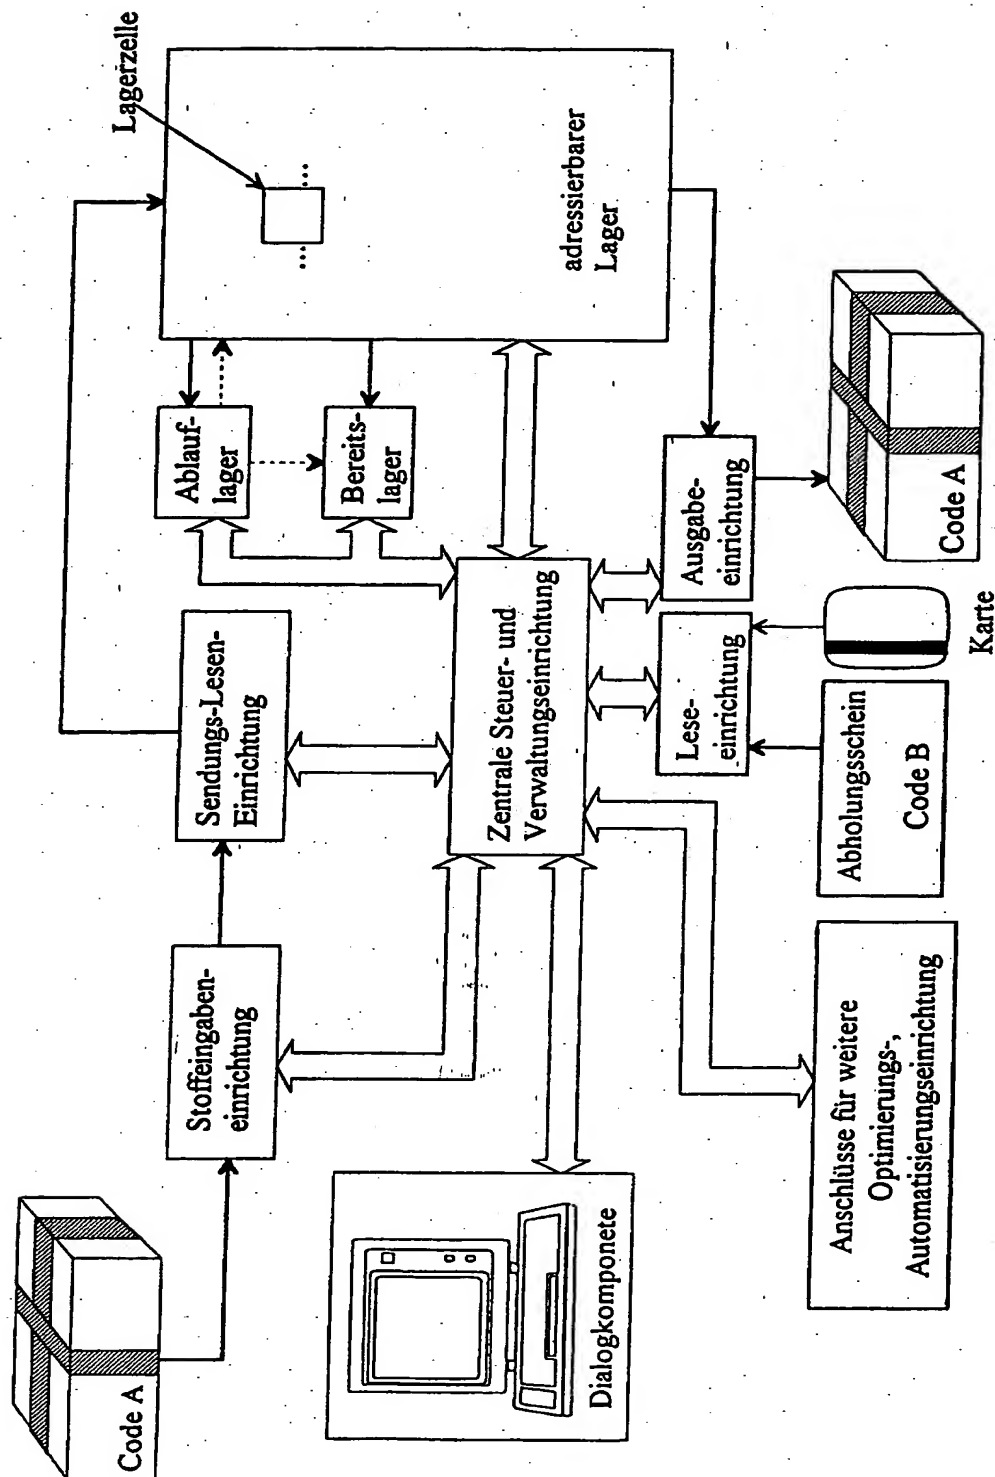 Code A
Stoffeingaben-
einrichtung
Sendungs-Lesen-
Einrichtung
Ablauf-
lager
Bereits-
lager
Lagerzelle
...
...
adressierbarer
Lager
Dialogkomponete
Zentrale Steuer- und
Verwaltungseinrichtung
Anschlüsse für weitere
Optimierungs-,
Automatisierungseinrichtung
Lese-
einrichtung
Abholungsschein
Code B
Karte
Ausgabe-
einrichtung
Code A